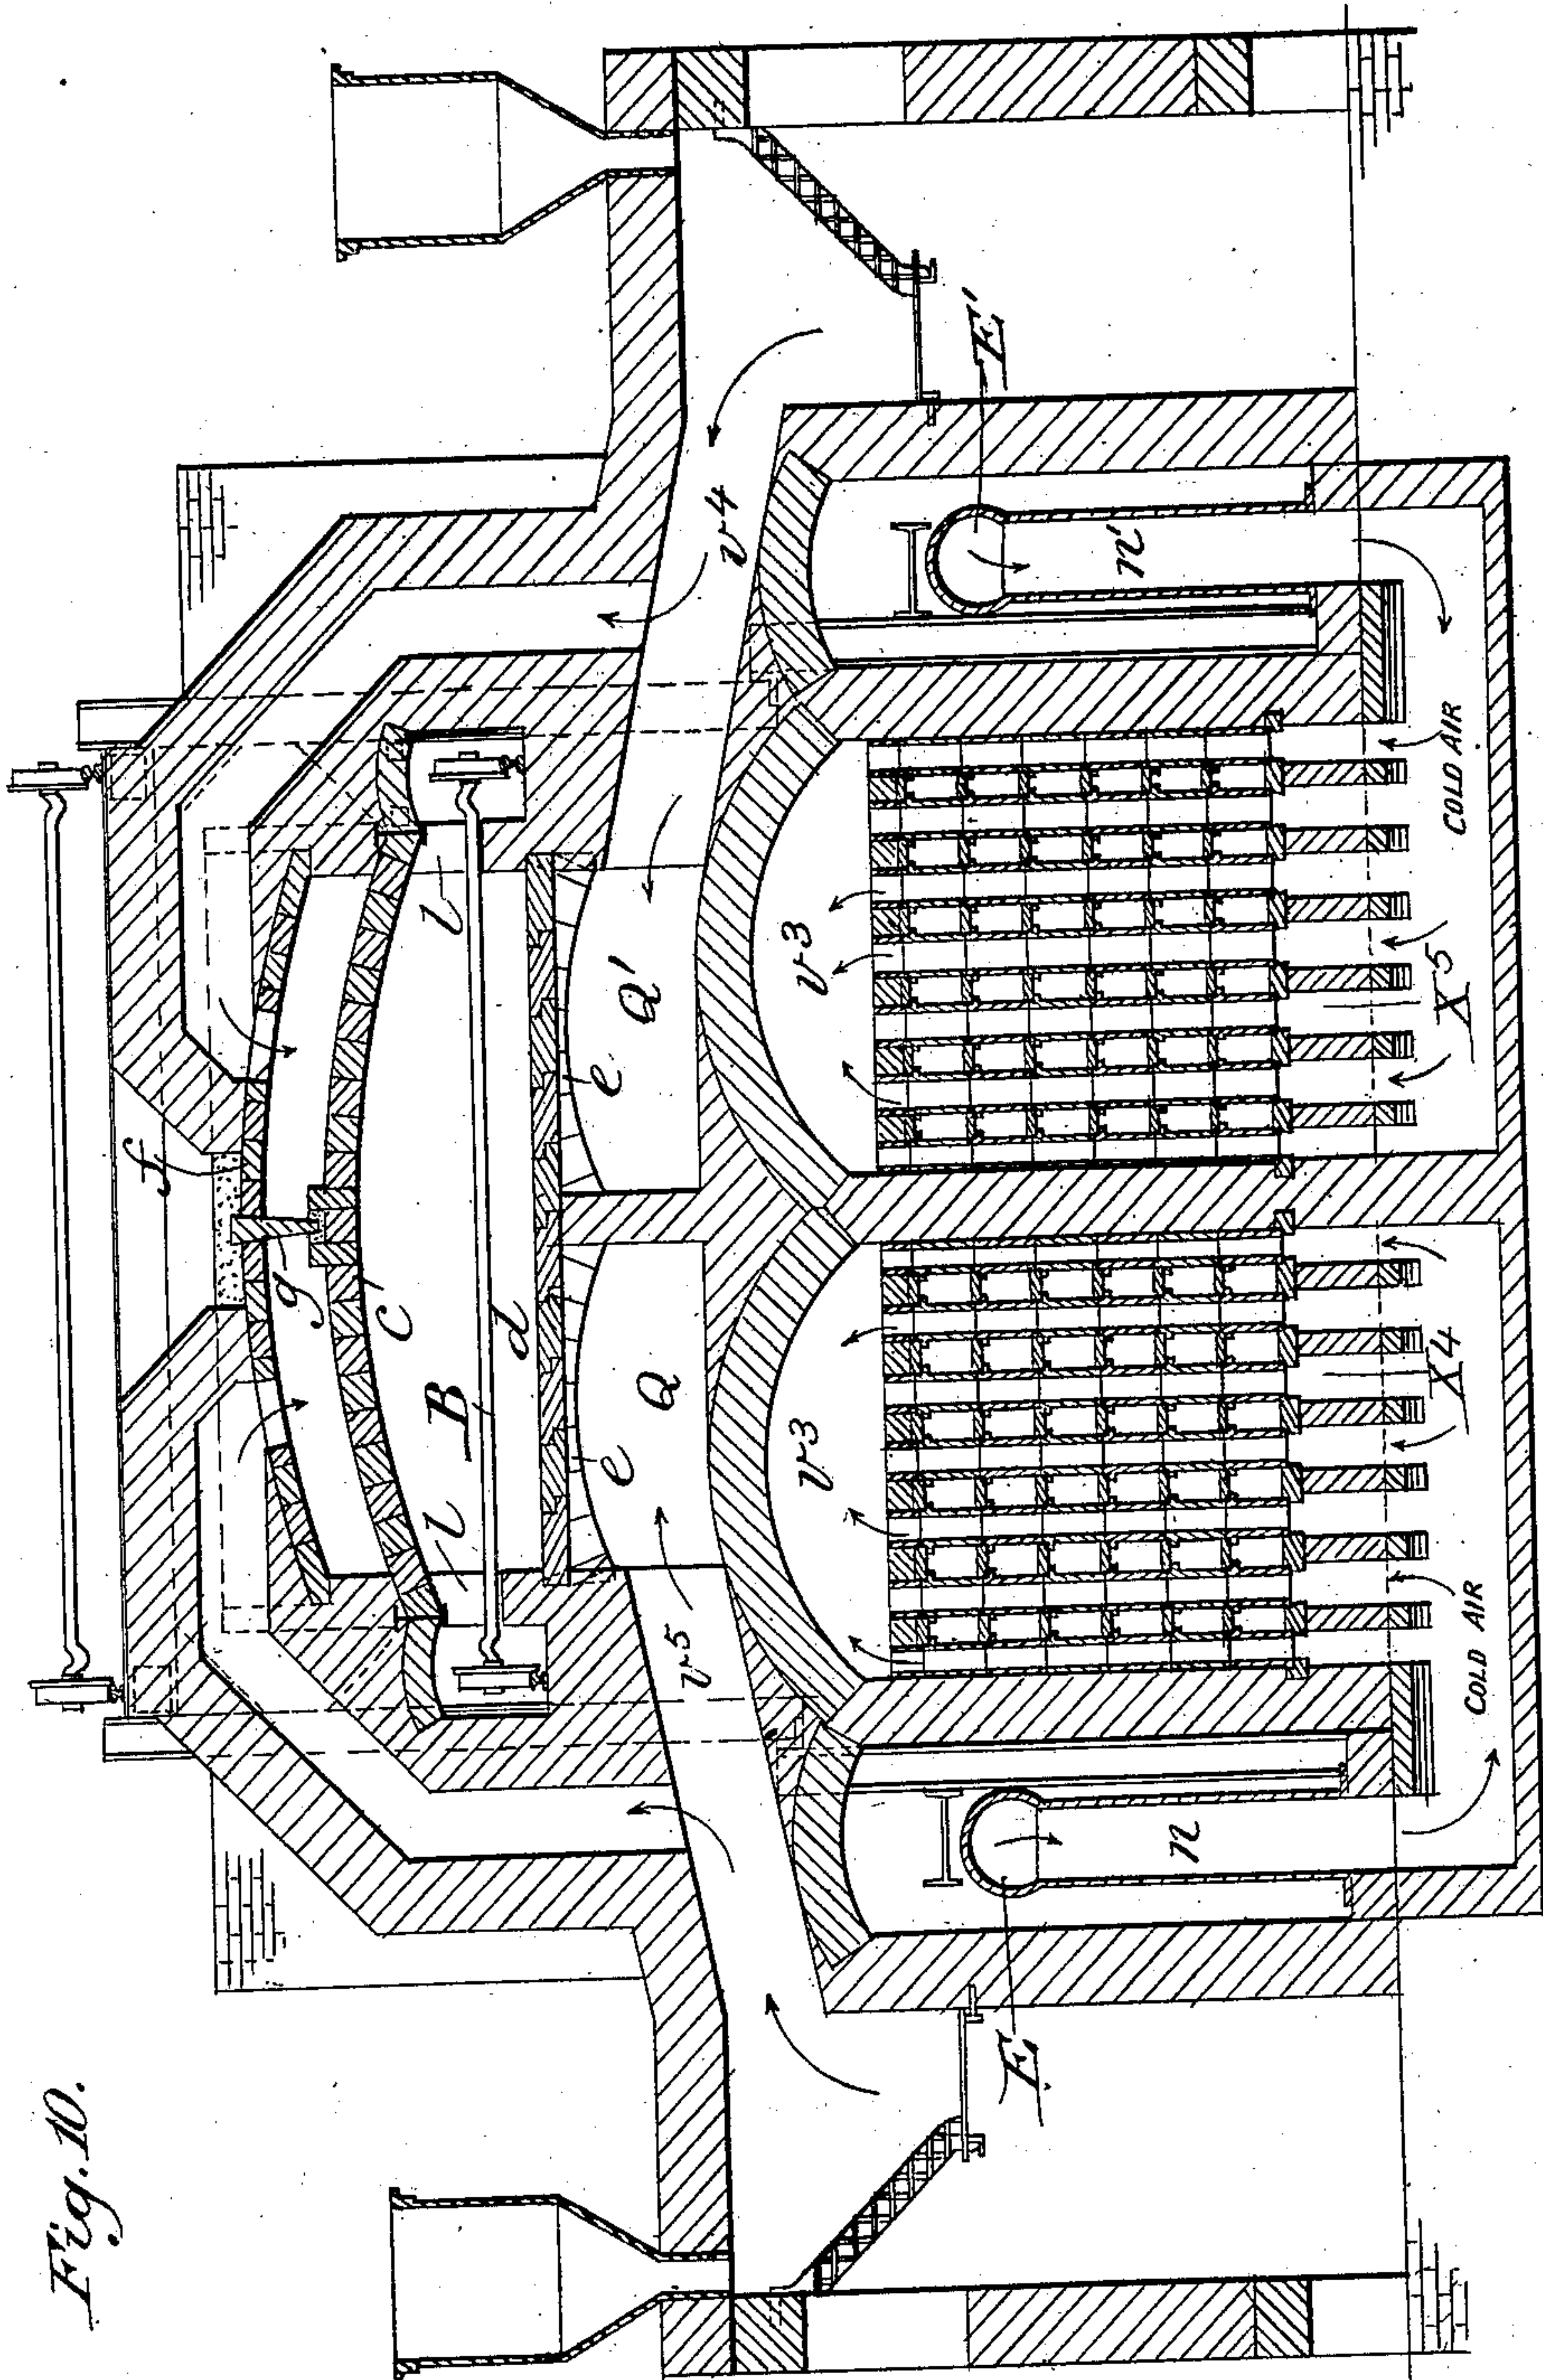 Fig. 10.
f
g
c'
l
B
d
l
e
Q
e
Q'
v5
v4
v3
v3
E
n
E'
n'
X4
X5
COLD AIR
COLD AIR